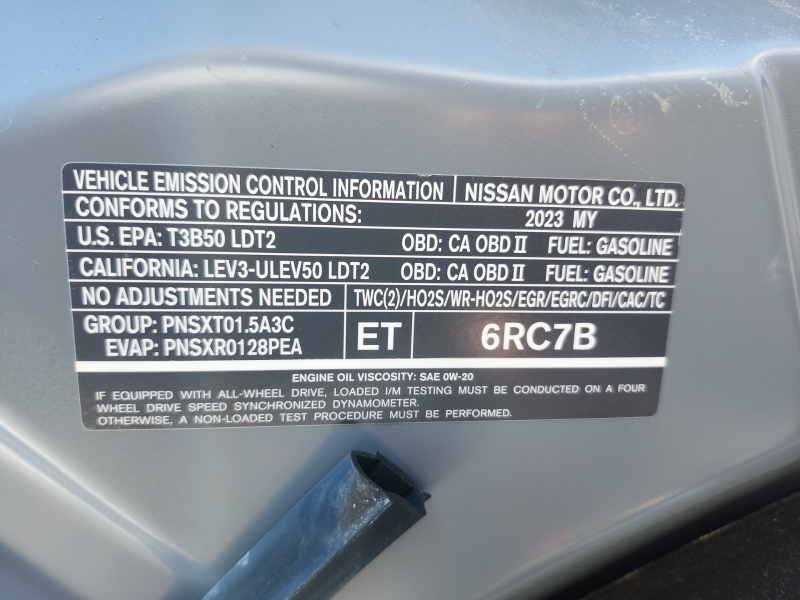 VEHICLE EMISSION CONTROL INFORMATION NISSAN MOTOR CO., LTD.
CONFORMS TO REGULATIONS: 2023 MY
U.S. EPA: T3B50 LDT2 OBD: CA OBD II FUEL: GASOLINE
CALIFORNIA: LEV3-ULEV50 LDT2 OBD: CA OBD II FUEL: GASOLINE
NO ADJUSTMENTS NEEDED TWC(2)/HO2S/WR-HO2S/EGR/EGRC/DFI/CAC/TC
GROUP: PNSXT01.5A3C
EVAP: PNSXR0128PEA
ET 6RC7B
ENGINE OIL VISCOSITY: SAE 0W-20
IF EQUIPPED WITH ALL-WHEEL DRIVE, LOADED I/M TESTING MUST BE CONDUCTED ON A FOUR
WHEEL DRIVE SPEED SYNCHRONIZED DYNAMOMETER.
OTHERWISE, A NON-LOADED TEST PROCEDURE MUST BE PERFORMED.